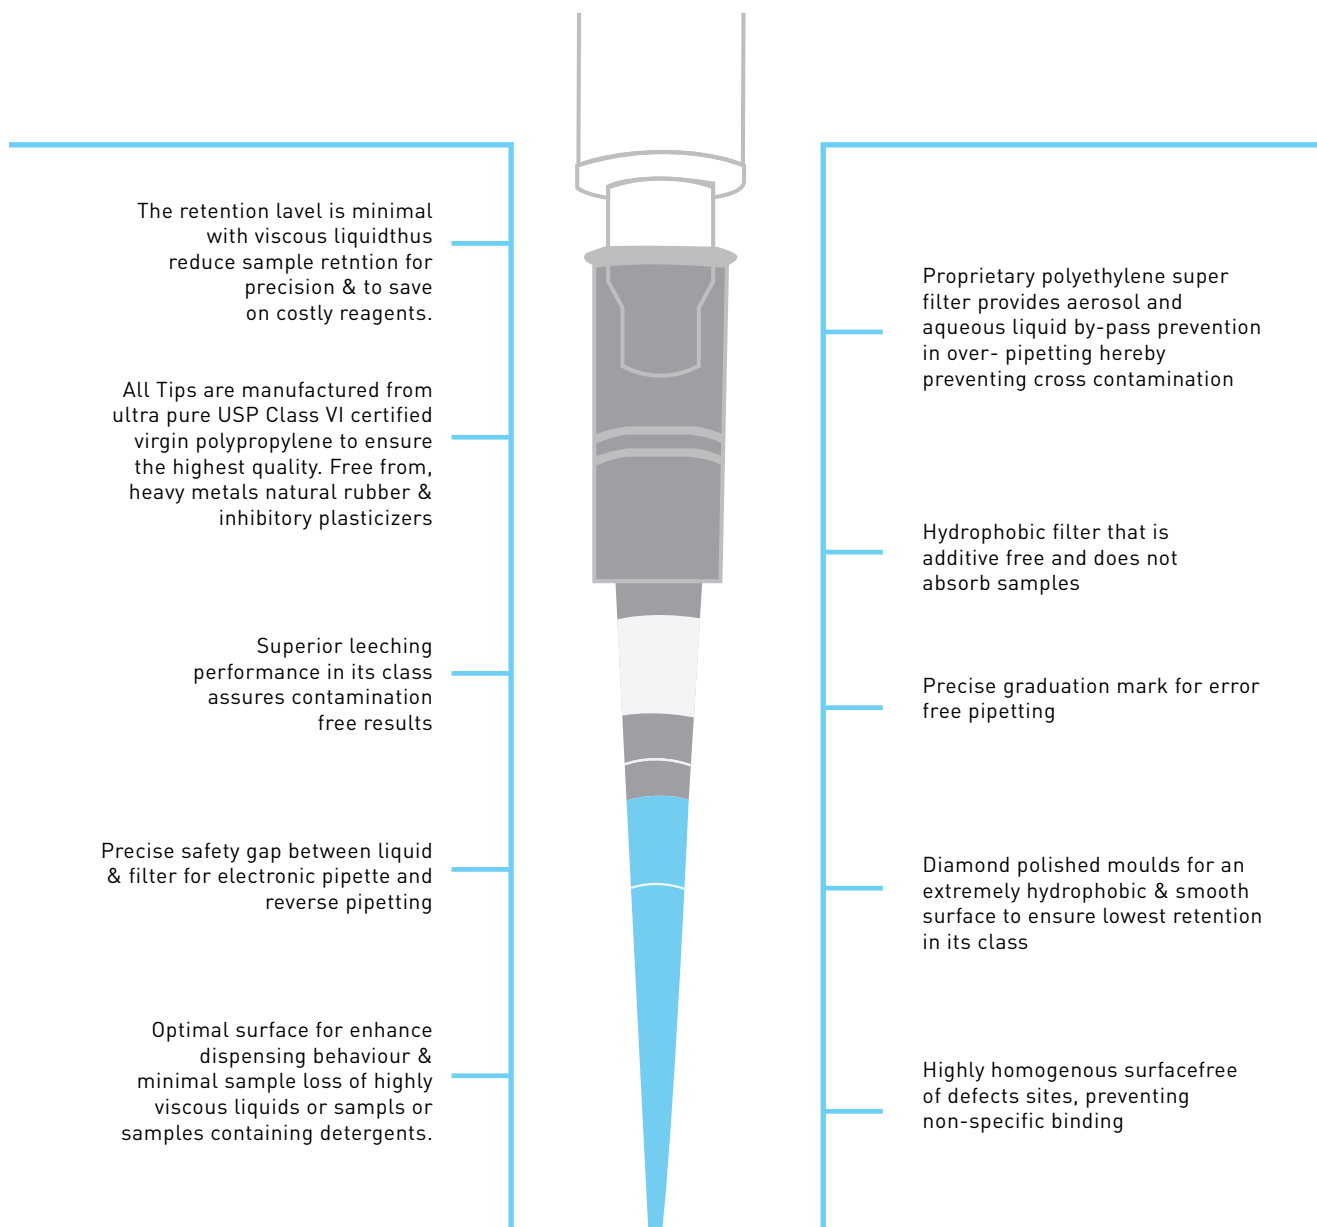 The retention lavel is minimal
with viscous liquidthus
reduce sample retntion for
precision & to save
on costly reagents.
All Tips are manufactured from
ultra pure USP Class VI certified
virgin polypropylene to ensure
the highest quality. Free from,
heavy metals natural rubber &
inhibitory plasticizers
Superior leeching
performance in its class
assures contamination
free results
Precise safety gap between liquid
& filter for electronic pipette and
reverse pipetting
Optimal surface for enhance
dispensing behaviour &
minimal sample loss of highly
viscous liquids or sampls or
samples containing detergents.
Proprietary polyethylene super
filter provides aerosol and
aqueous liquid by-pass prevention
in over- pipetting hereby
preventing cross contamination
Hydrophobic filter that is
additive free and does not
absorb samples
Precise graduation mark for error
free pipetting
Diamond polished moulds for an
extremely hydrophobic & smooth
surface to ensure lowest retention
in its class
Highly homogenous surfacefree
of defects sites, preventing
non-specific binding